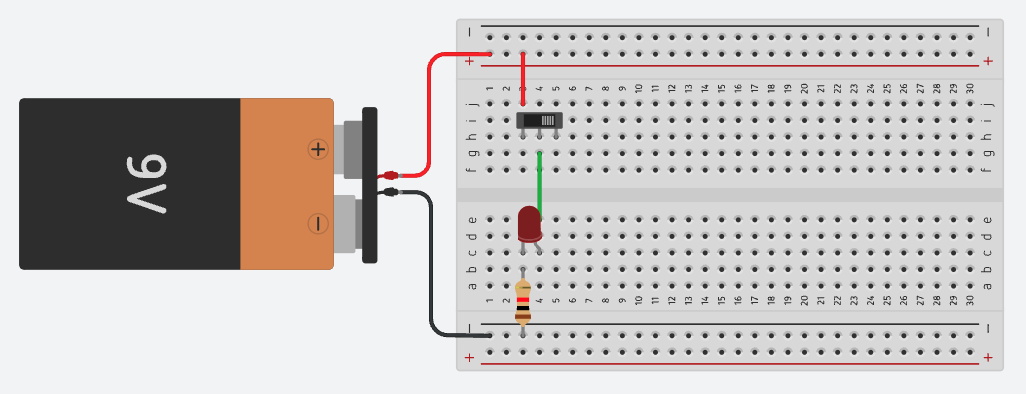 − −
+ +
1 2 3 4 5 6 7 8 9 10 11 12 13 14 15 16 17 18 19 20 21 22 23 24 25 26 27 28 29 30
j j
i i
h h
g g
f f
9V
+
−
e e
d d
c c
b b
a a
1 2 3 4 5 6 7 8 9 10 11 12 13 14 15 16 17 18 19 20 21 22 23 24 25 26 27 28 29 30
− −
+ +